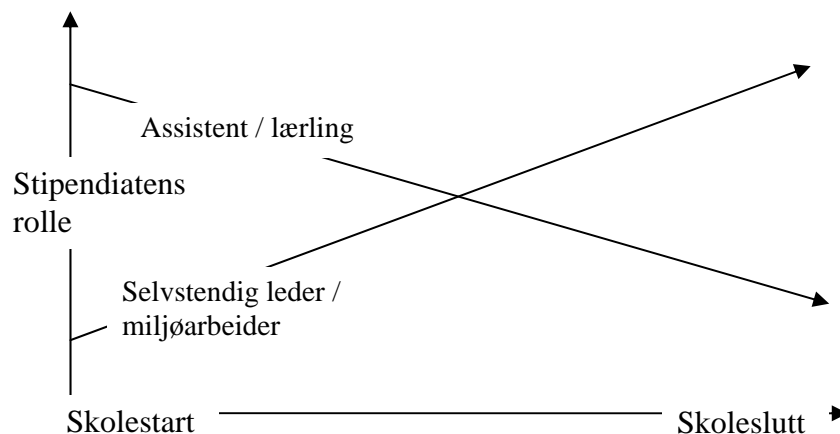 Assistent / lærling
Stipendiatens
rolle
Selvstendig leder /
miljøarbeider
Skolestart
Skoleslutt